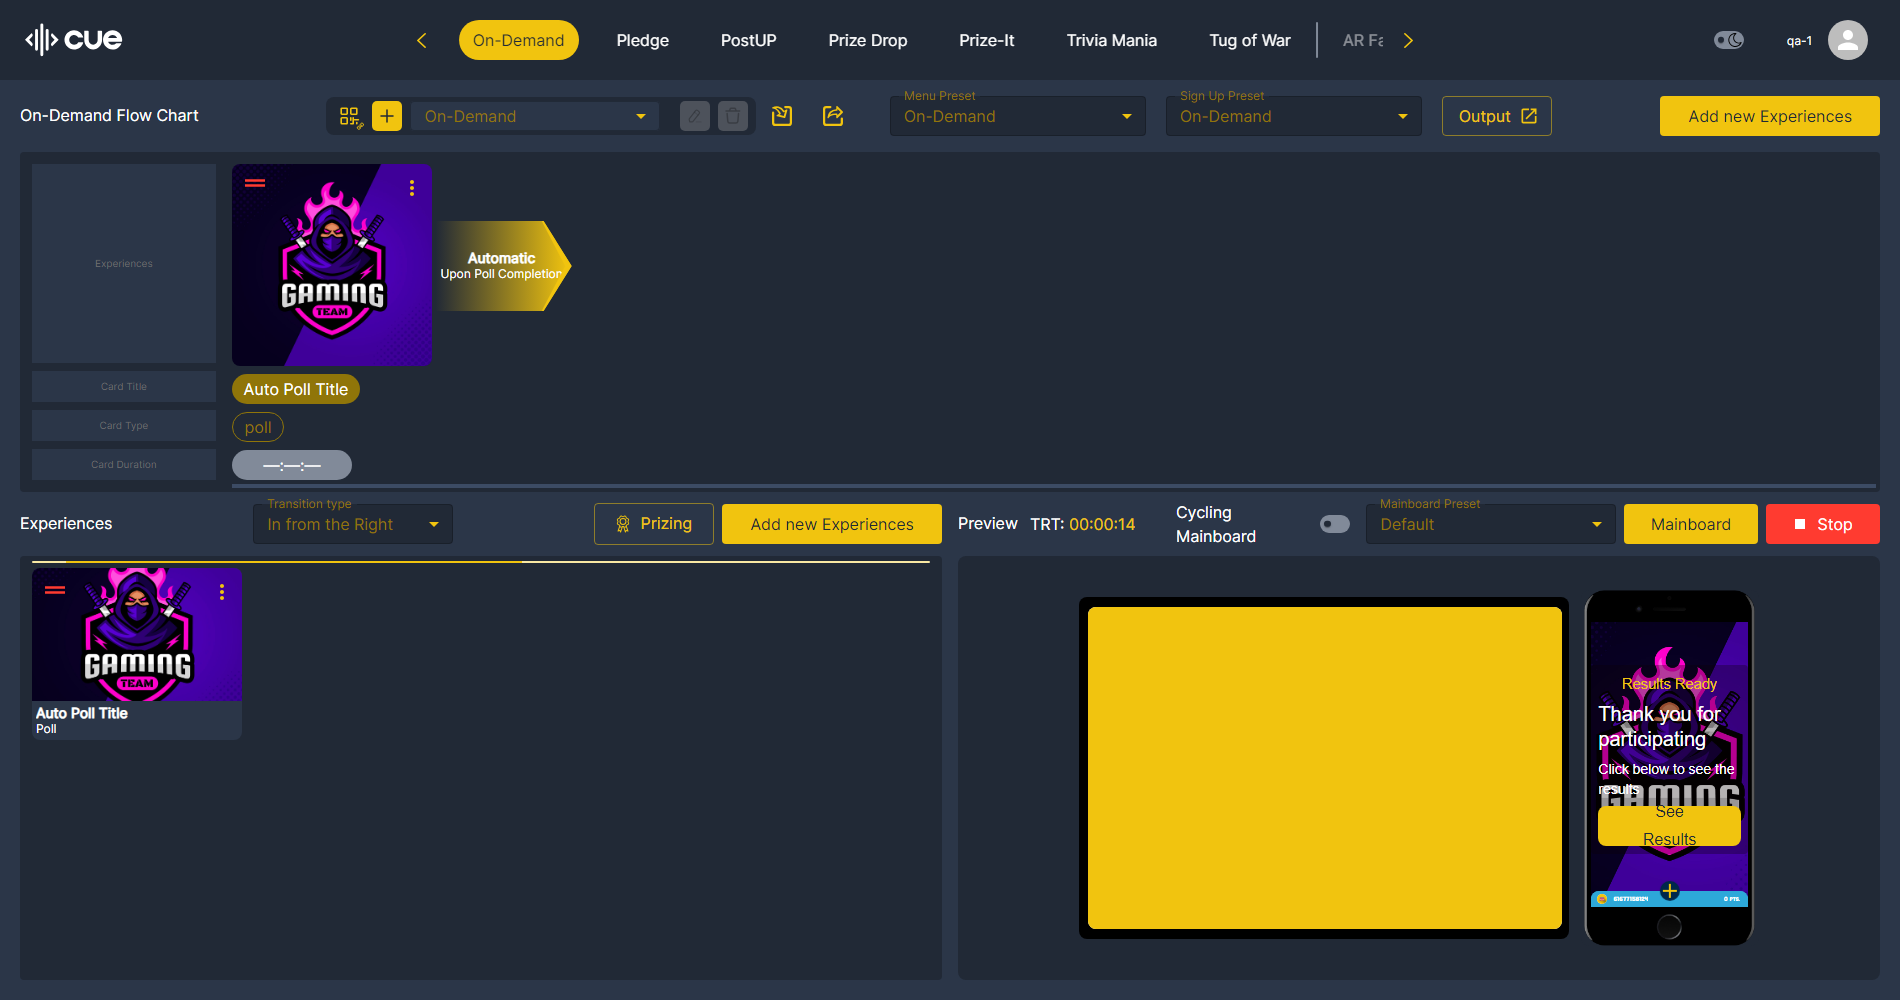 cue
On-Demand
Pledge
PostUP
Prize Drop
Prize-It
Trivia Mania
Tug of War
AR Fa
qa-1
On-Demand Flow Chart
On-Demand
Menu Preset
On-Demand
Sign Up Preset
On-Demand
Output
Add new Experiences
Experiences
GAMING
TEAM
Automatic
Upon Poll Completion
Card Title
Auto Poll Title
Card Type
poll
Card Duration
—:—:—
Experiences
Transition type
In from the Right
Prizing
Add new Experiences
Preview
TRT: 00:00:14
Cycling
Mainboard
Mainboard Preset
Default
Mainboard
Stop
GAMING
TEAM
Auto Poll Title
Poll
Results Ready
Thank you for
participating
Click below to see the
results
GAMING
See
Results
0 PTS.